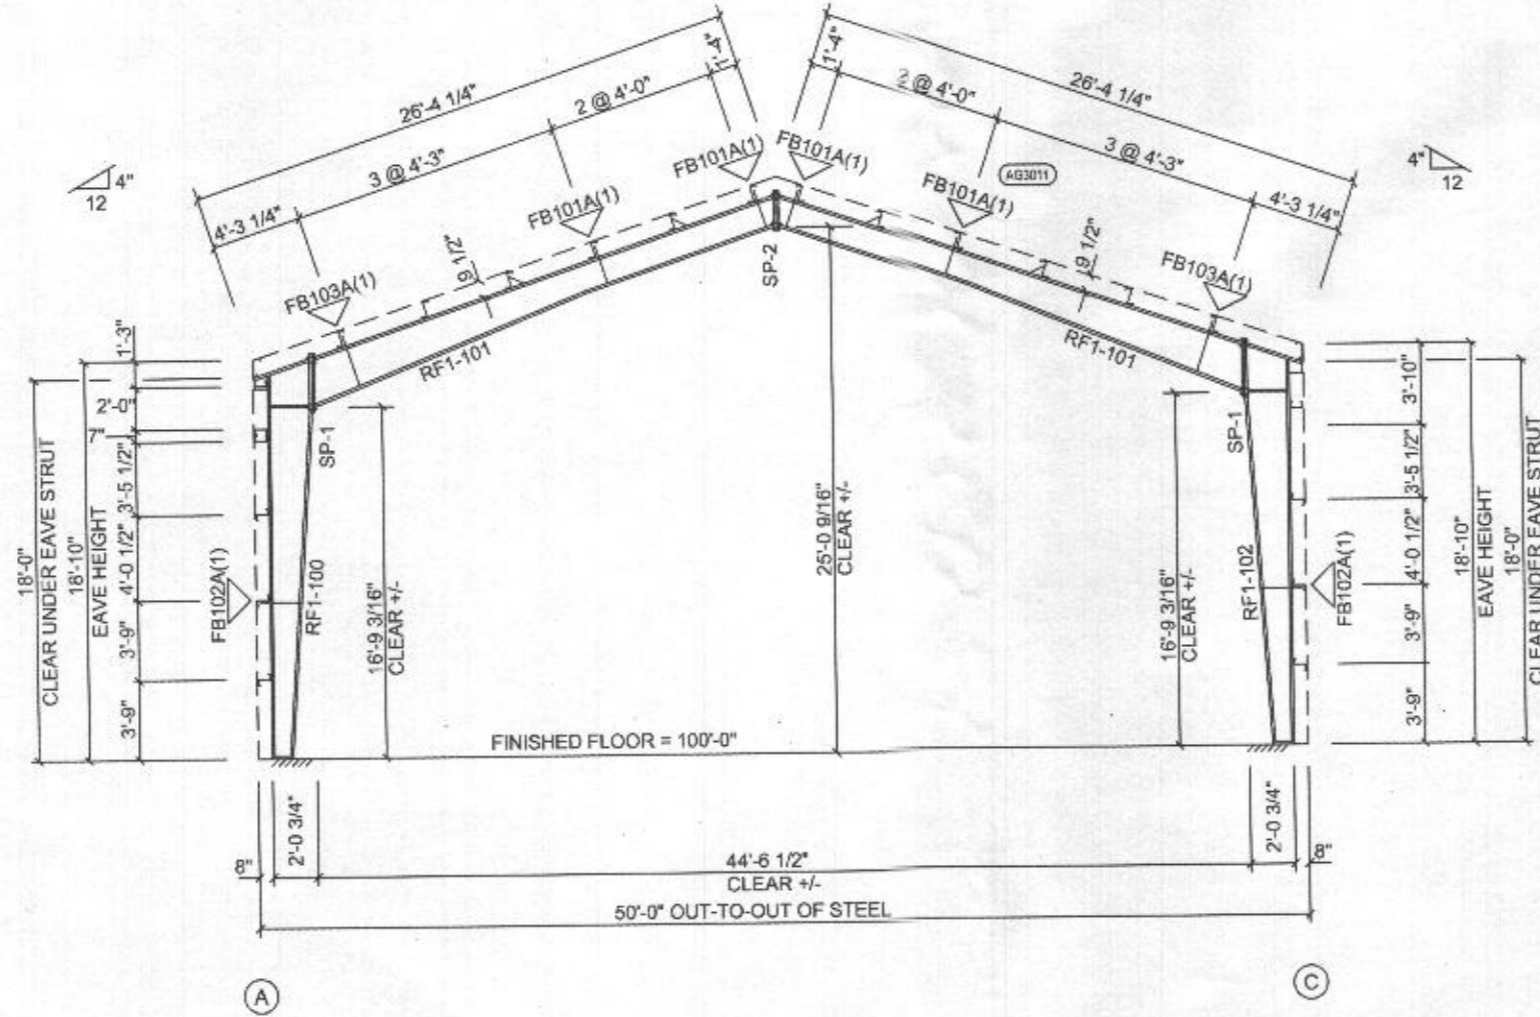 26'-4 1/4"
26'-4 1/4"
1'-4"
1'-4"
2 @ 4'-0"
2 @ 4'-0"
3 @ 4'-3"
3 @ 4'-3"
4'-3 1/4"
4'-3 1/4"
4"
12
4"
12
FB101A(1)
FB101A(1)
FB101A(1)
FB101A(1)
AG3011
FB103A(1)
FB103A(1)
9 1/2"
9 1/2"
RF1-101
RF1-101
SP-2
SP-1
SP-1
1'-3"
2'-0"
7"
3'-5 1/2"
4'-0 1/2"
3'-9"
3'-9"
18'-0"
CLEAR UNDER EAVE STRUT
18'-10"
EAVE HEIGHT
FB102A(1)
RF1-100
16'-9 3/16"
CLEAR +/-
25'-0 9/16"
CLEAR +/-
16'-9 3/16"
CLEAR +/-
RF1-102
FB102A(1)
3'-10"
3'-5 1/2"
4'-0 1/2"
3'-9"
3'-9"
18'-10"
EAVE HEIGHT
18'-0"
CLEAR UNDER EAVE STRUT
FINISHED FLOOR = 100'-0"
8"
2'-0 3/4"
44'-6 1/2"
CLEAR +/-
2'-0 3/4"
8"
50'-0" OUT-TO-OUT OF STEEL
A
C